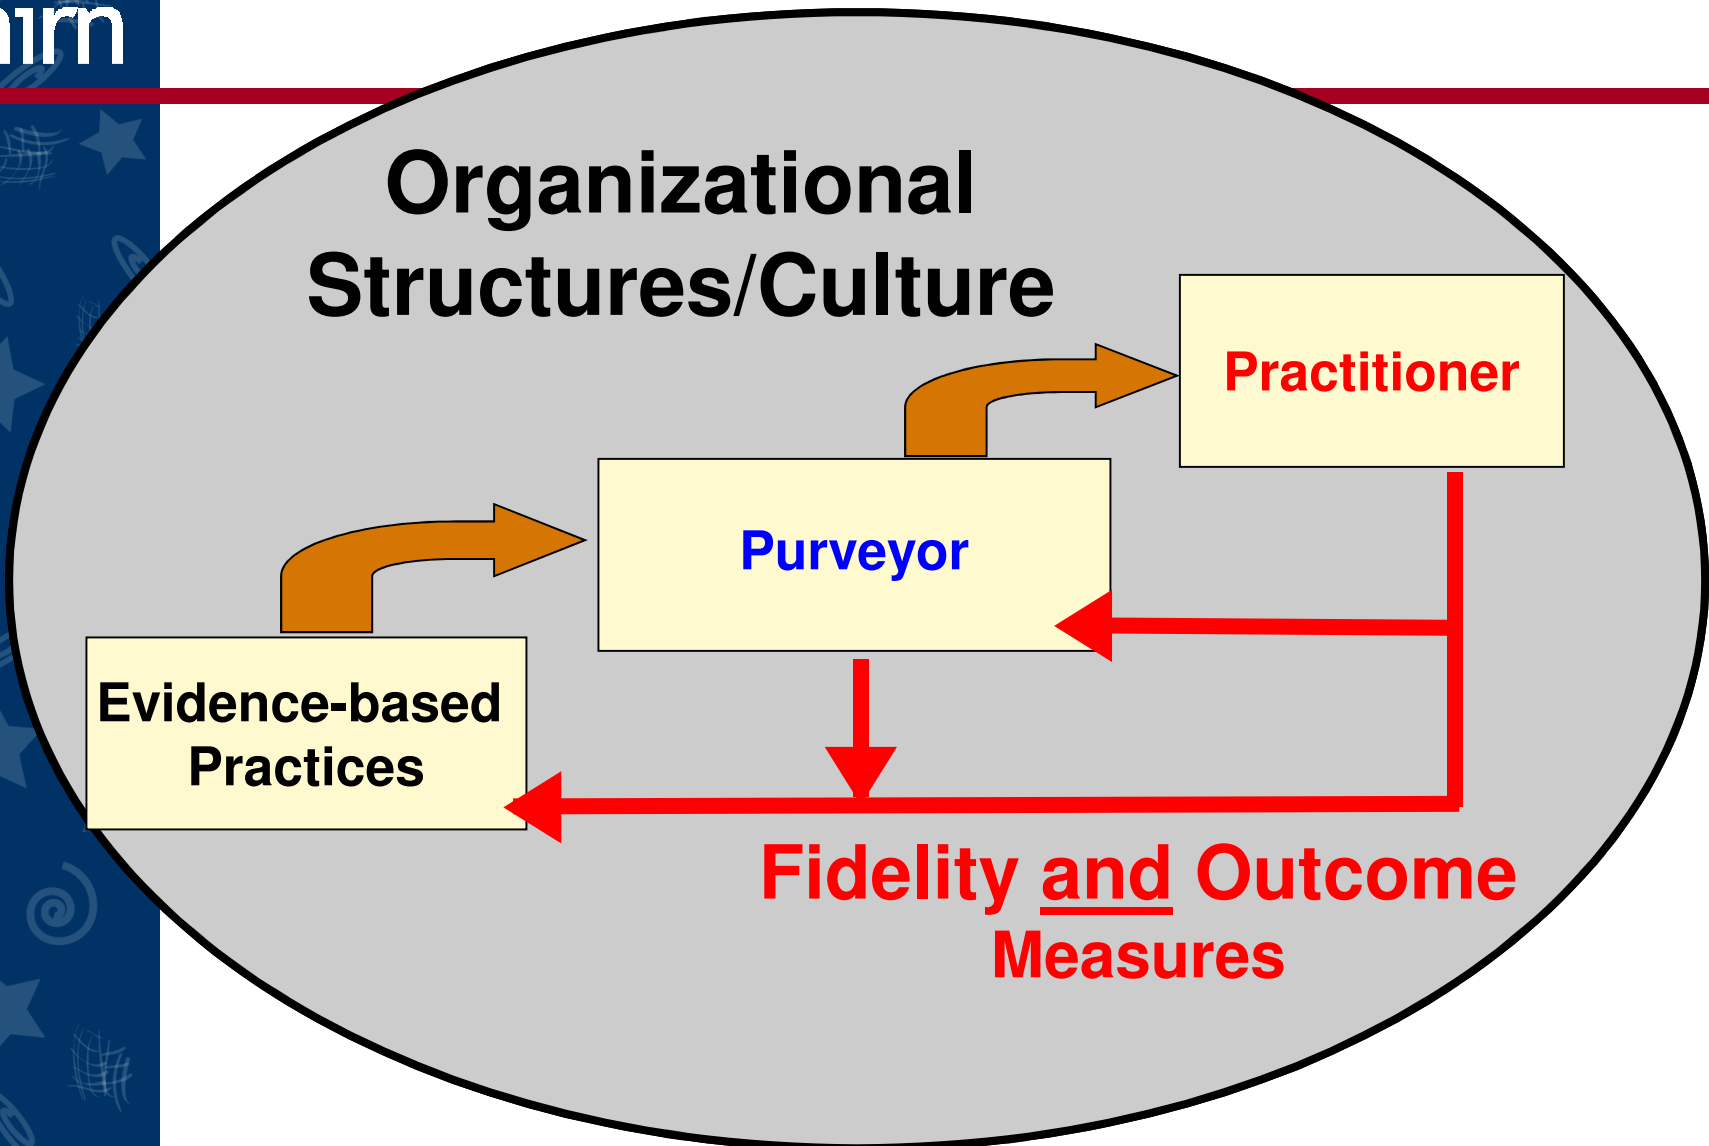 Organizational
Structures/Culture
Practitioner
Purveyor
Evidence-based
Practices
Fidelity and Outcome
Measures